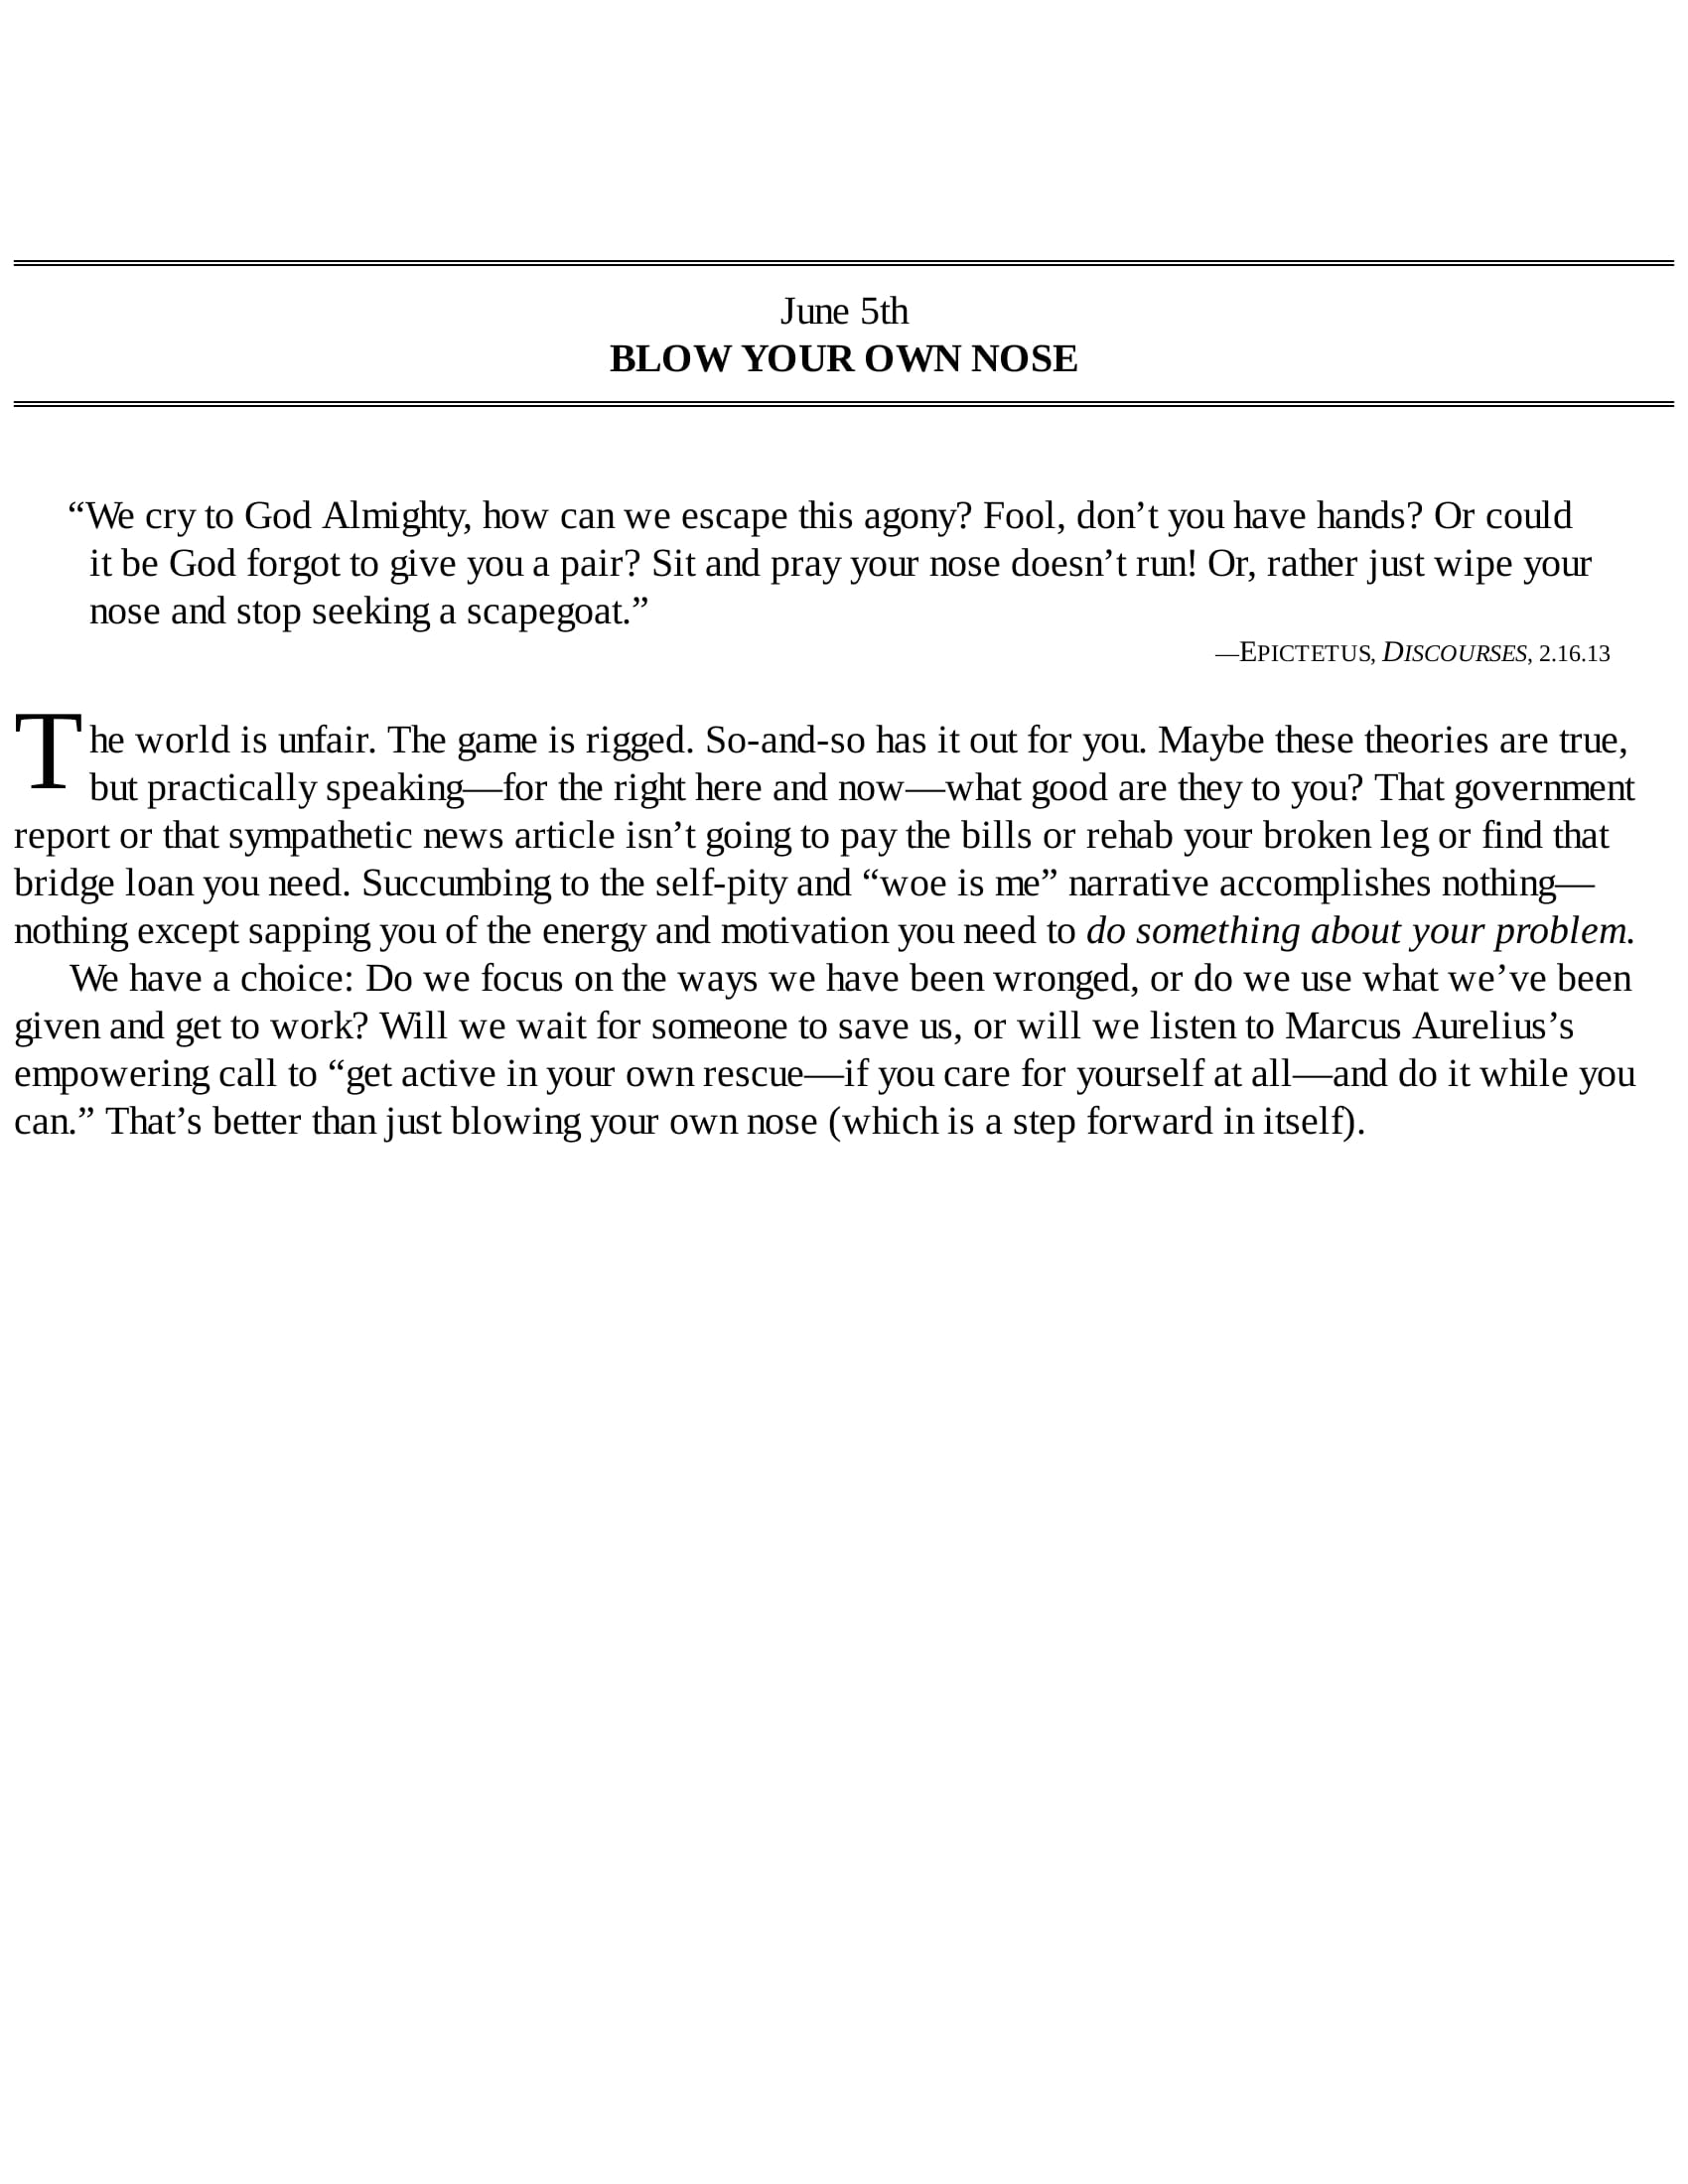 June 5th
BLOW YOUR OWN NOSE
“We cry to God Almighty, how can we escape this agony? Fool, don’t you have hands? Or could
it be God forgot to give you a pair? Sit and pray your nose doesn’t run! Or, rather just wipe your
nose and stop seeking a scapegoat.”
—EPICTETUS, DISCOURSES, 2.16.13
The world is unfair. The game is rigged. So-and-so has it out for you. Maybe these theories are true,
but practically speaking—for the right here and now—what good are they to you? That government
report or that sympathetic news article isn’t going to pay the bills or rehab your broken leg or find that
bridge loan you need. Succumbing to the self-pity and “woe is me” narrative accomplishes nothing—
nothing except sapping you of the energy and motivation you need to do something about your problem.
We have a choice: Do we focus on the ways we have been wronged, or do we use what we’ve been
given and get to work? Will we wait for someone to save us, or will we listen to Marcus Aurelius’s
empowering call to “get active in your own rescue—if you care for yourself at all—and do it while you
can.” That’s better than just blowing your own nose (which is a step forward in itself).